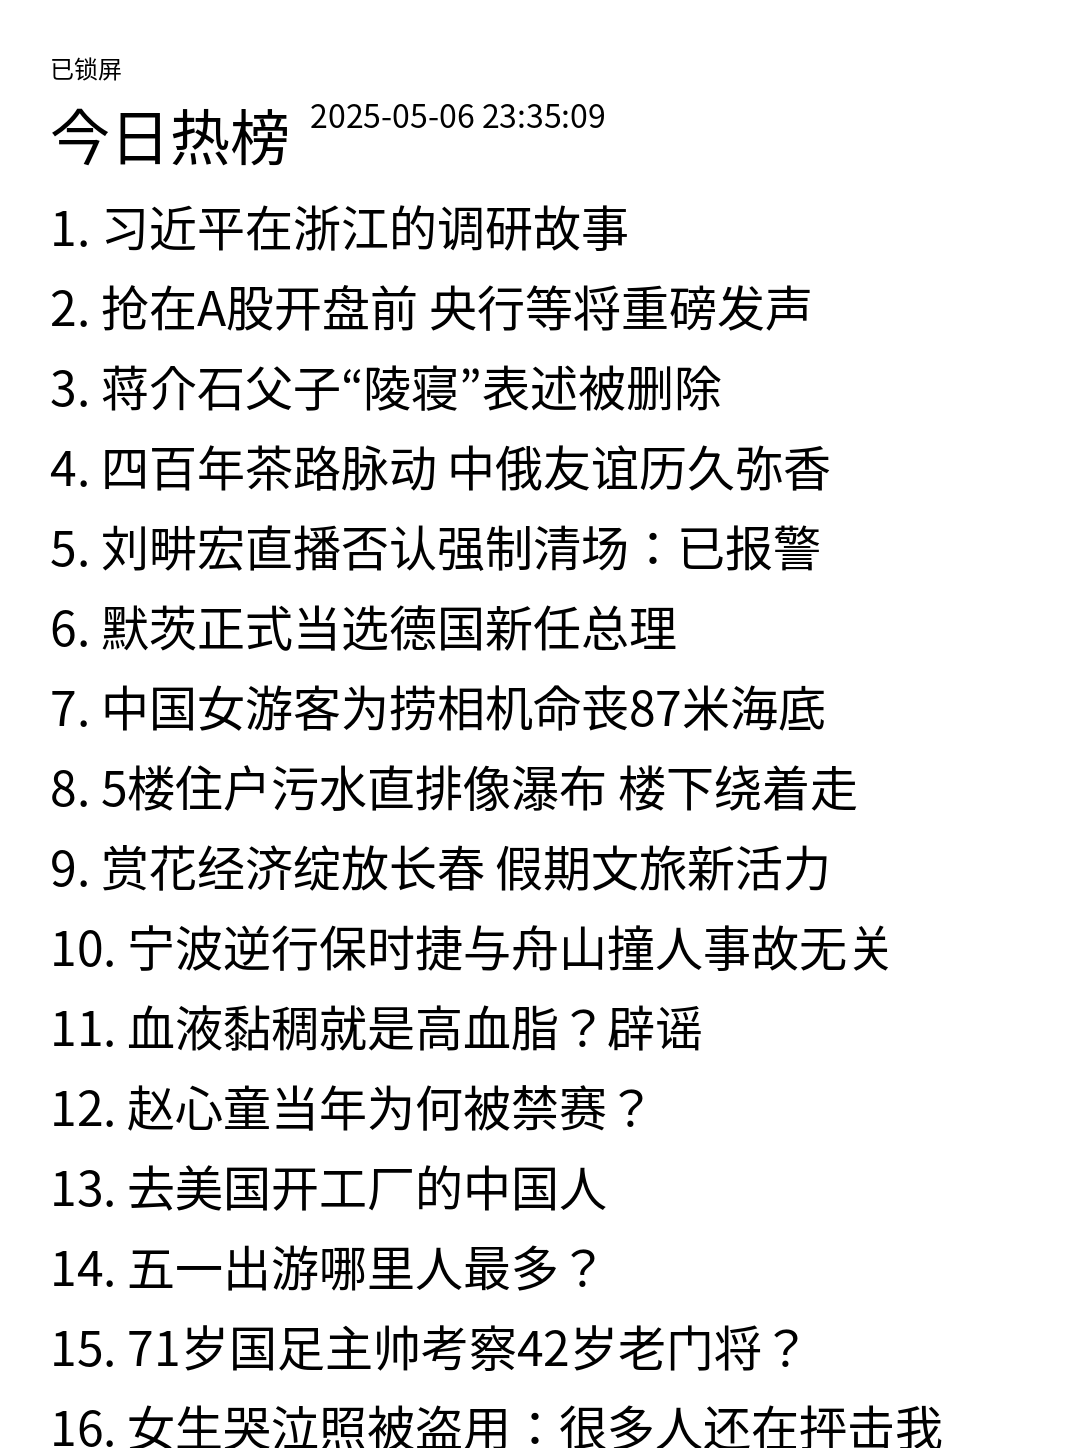 已锁屏
今日热榜 2025-05-06 23:35:09
1. 习近平在浙江的调研故事
2. 抢在A股开盘前 央行等将重磅发声
3. 蒋介石父子“陵寝”表述被删除
4. 四百年茶路脉动 中俄友谊历久弥香
5. 刘畊宏直播否认强制清场：已报警
6. 默茨正式当选德国新任总理
7. 中国女游客为捞相机命丧87米海底
8. 5楼住户污水直排像瀑布 楼下绕着走
9. 赏花经济绽放长春 假期文旅新活力
10. 宁波逆行保时捷与舟山撞人事故无关
11. 血液黏稠就是高血脂？辟谣
12. 赵心童当年为何被禁赛？
13. 去美国开工厂的中国人
14. 五一出游哪里人最多？
15. 71岁国足主帅考察42岁老门将？
16. 女生哭泣照被盗用：很多人还在抨击我